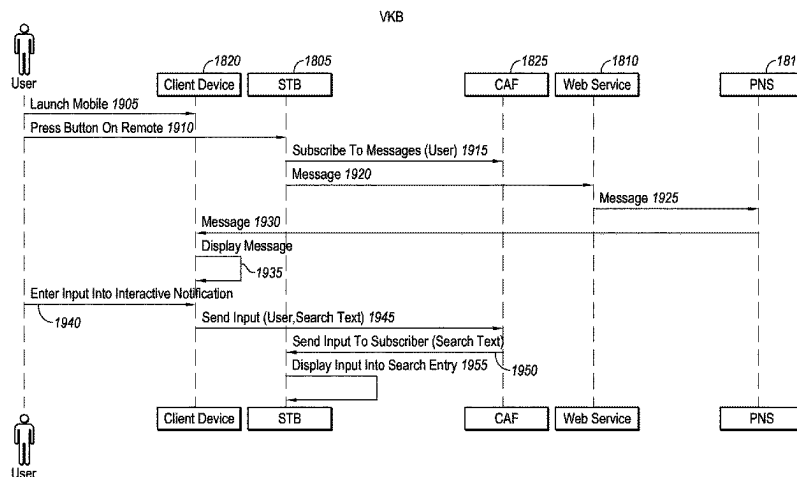 VKB
1820
1805
1825
1810
181
User
Client Device
STB
CAF
Web Service
PNS
Launch Mobile 1905
Press Button On Remote 1910
Subscribe To Messages (User) 1915
Message 1920
Message 1925
Message 1930
Display Message
1935
Enter Input Into Interactive Notification
1940
Send Input (User,Search Text) 1945
Send Input To Subscriber (Search Text)
1950
Display Input Into Search Entry 1955
Client Device
STB
CAF
Web Service
PNS
User